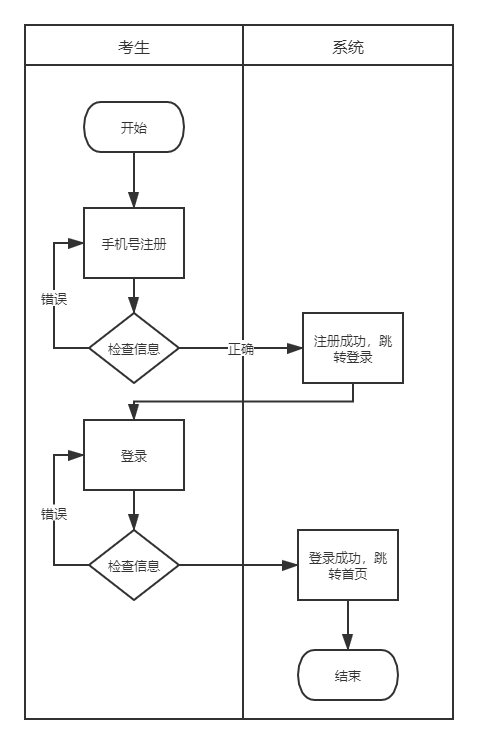 考生
系统
开始
手机号注册
错误
检查信息
正确
注册成功，跳
转登录
登录
错误
检查信息
登录成功，跳
转首页
结束